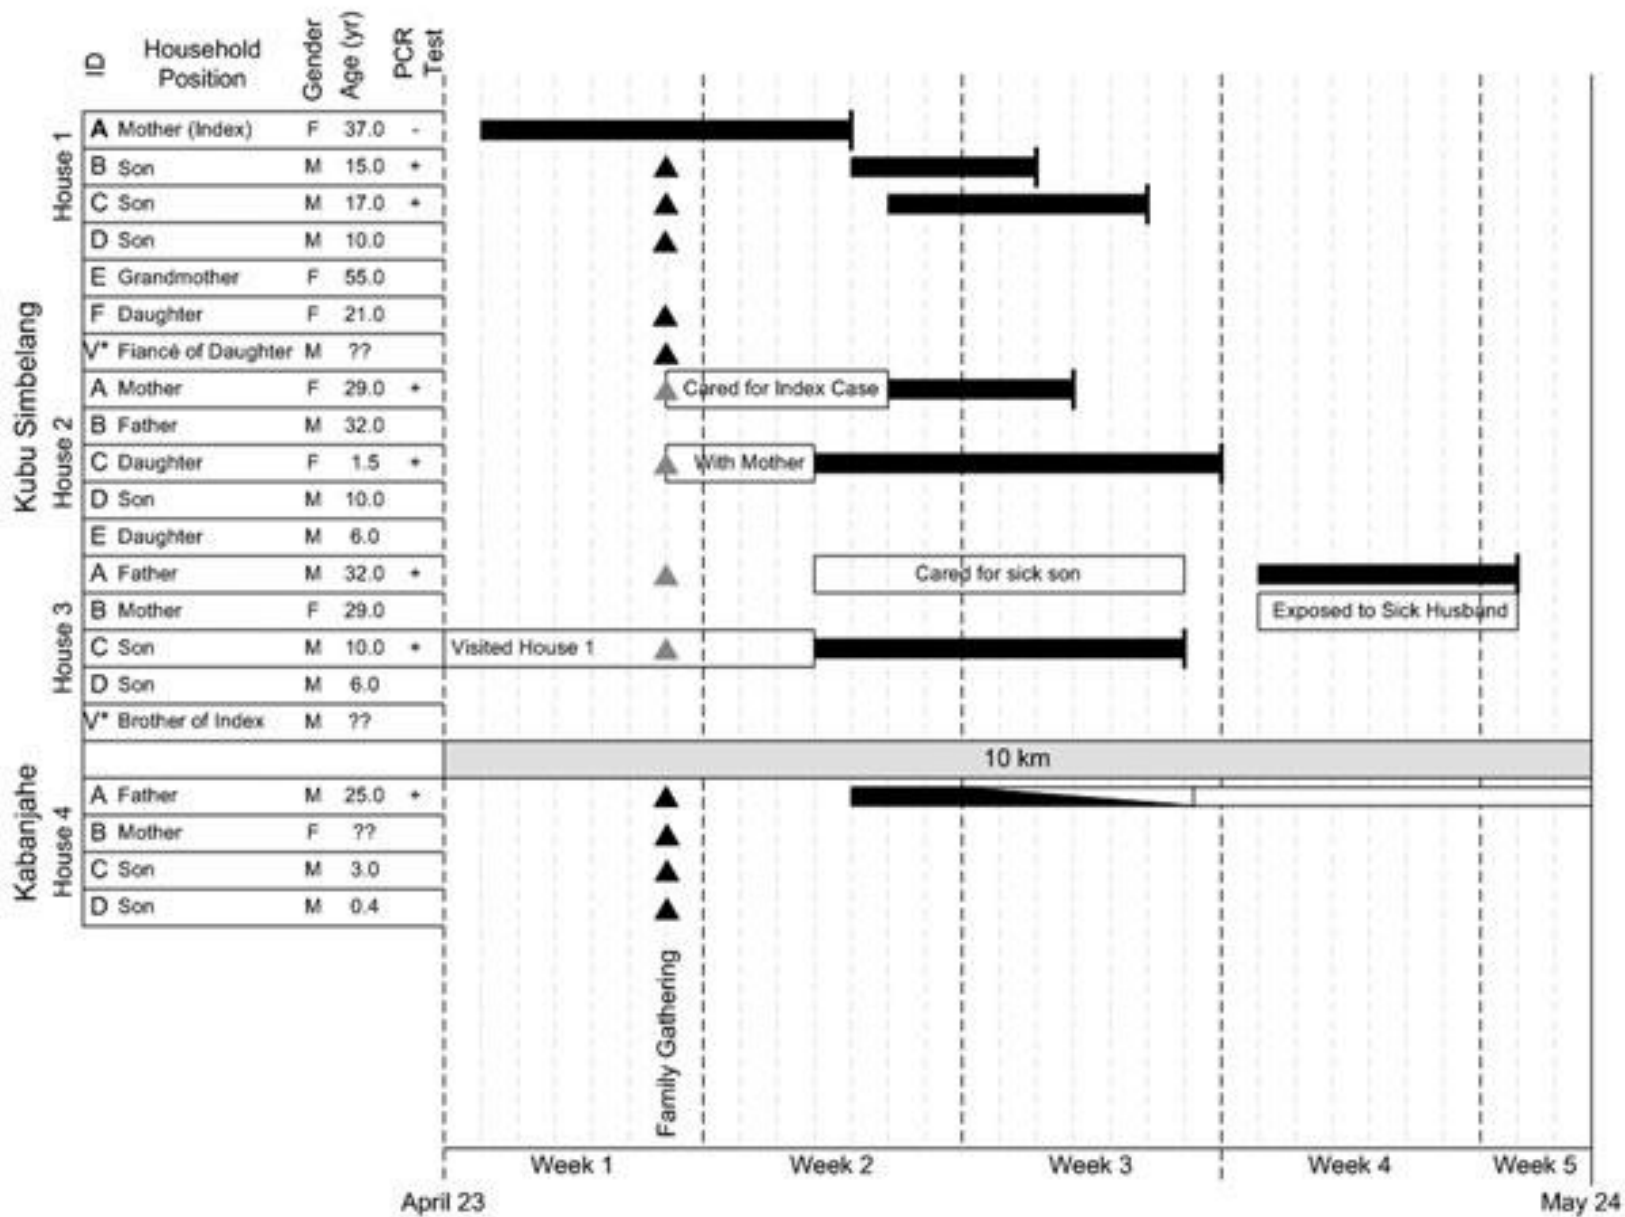 ID Household Position Gender Age (yr) PCR Test
Kubu Simbelang
House 1
A Mother (Index) F 37.0 -
B Son M 15.0 +
C Son M 17.0 +
D Son M 10.0
E Grandmother F 55.0
F Daughter F 21.0
V* Fiancé of Daughter M ??
House 2
A Mother F 29.0 + Cared for Index Case
B Father M 32.0
C Daughter F 1.5 + With Mother
D Son M 10.0
E Daughter M 6.0
House 3
A Father M 32.0 + Cared for sick son
B Mother F 29.0 Exposed to Sick Husband
C Son M 10.0 + Visited House 1
D Son M 6.0
V* Brother of Index M ??
10 km
Kabanjahe
House 4
A Father M 25.0 +
B Mother F ??
C Son M 3.0
D Son M 0.4
Family Gathering
Week 1 Week 2 Week 3 Week 4 Week 5
April 23 May 24